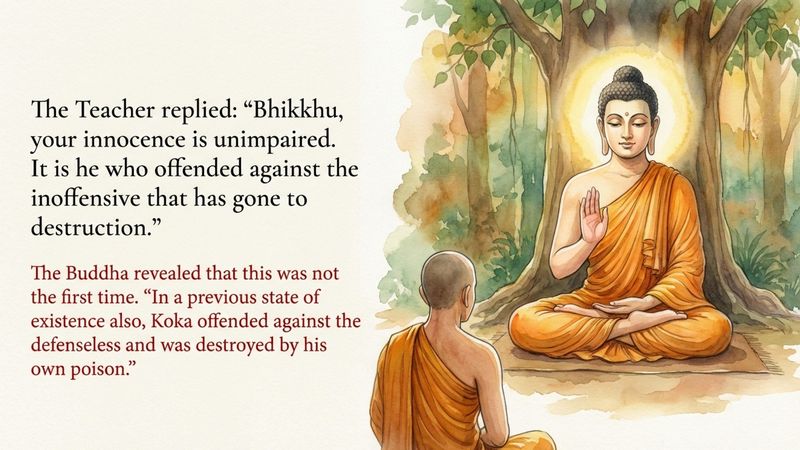 The Teacher replied: “Bhikkhu,
your innocence is unimpaired.
It is he who offended against the
inoffensive that has gone to
destruction.”
The Buddha revealed that this was not
the first time. “In a previous state of
existence also, Koka offended against the
defenseless and was destroyed by his
own poison.”